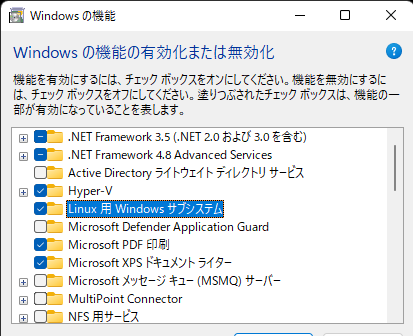 Windows の機能
Windows の機能の有効化または無効化
機能を有効にするには、チェック ボックスをオンにしてください。機能を無効にするに
は、チェック ボックスをオフにしてください。塗りつぶされたチェック ボックスは、機能の一
部が有効になっていることを表します。
.NET Framework 3.5 (.NET 2.0 および 3.0 を含む)
.NET Framework 4.8 Advanced Services
Active Directory ライトウェイト ディレクトリ サービス
Hyper-V
Linux 用 Windows サブシステム
Microsoft Defender Application Guard
Microsoft PDF 印刷
Microsoft XPS ドキュメント ライター
Microsoft メッセージ キュー (MSMQ) サーバー
MultiPoint Connector
NFS 用サービス